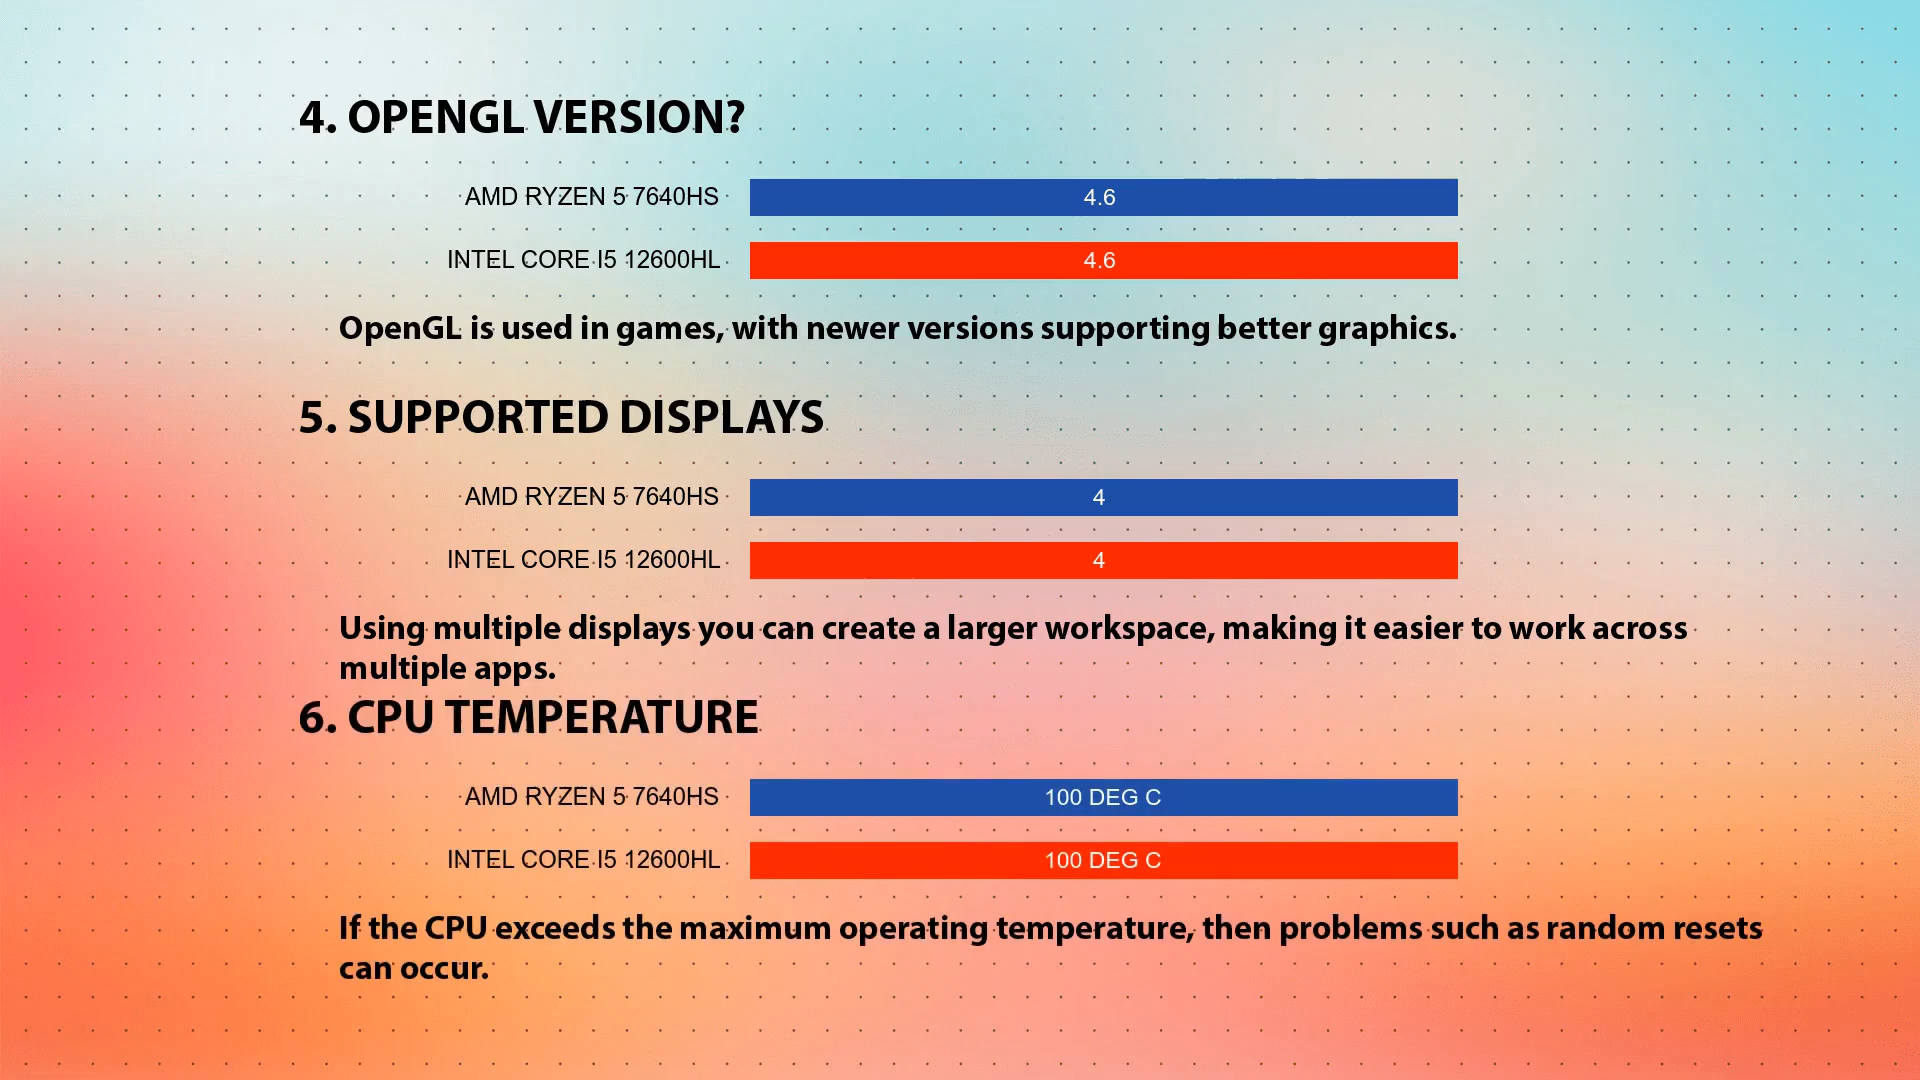 4. OPENGL VERSION?
AMD RYZEN 5 7640HS
4.6
INTEL CORE I5 12600HL
4.6
OpenGL is used in games, with newer versions supporting better graphics.
5. SUPPORTED DISPLAYS
AMD RYZEN 5 7640HS
4
INTEL CORE I5 12600HL
4
Using multiple displays you can create a larger workspace, making it easier to work across
multiple apps.
6. CPU TEMPERATURE
AMD RYZEN 5 7640HS
100 DEG C
INTEL CORE I5 12600HL
100 DEG C
If the CPU exceeds the maximum operating temperature, then problems such as random resets
can occur.